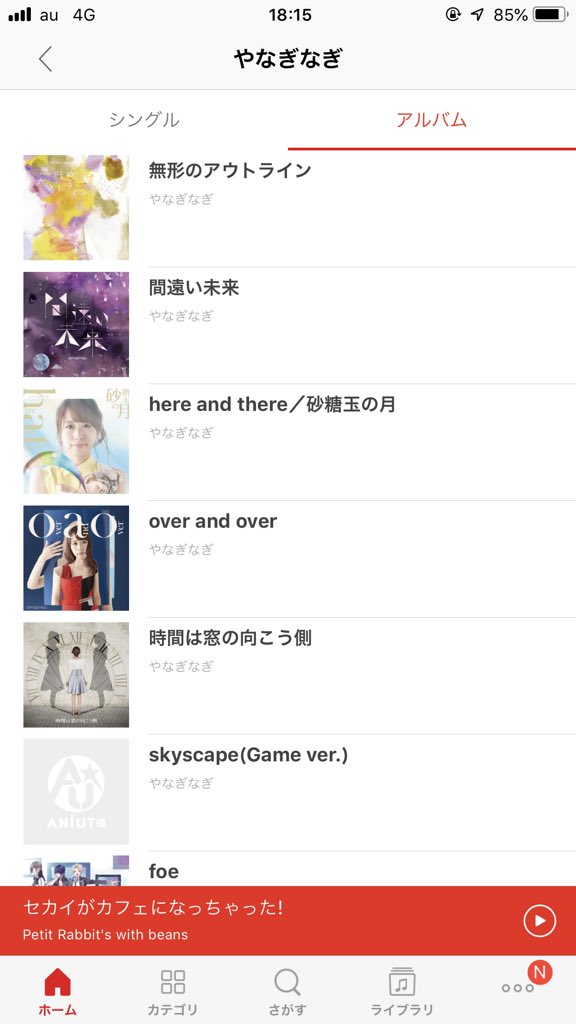 au 4G 18:15 85%
やなぎなぎ
シングル アルバム
無形のアウトライン
やなぎなぎ
間遠い未来
やなぎなぎ
here and there／砂糖玉の月
やなぎなぎ
over and over
やなぎなぎ
時間は窓の向こう側
やなぎなぎ
skyscape(Game ver.)
やなぎなぎ
ANiUTa
foe
セカイがカフェになっちゃった!
Petit Rabbit's with beans
N
ホーム カテゴリ さがす ライブラリ